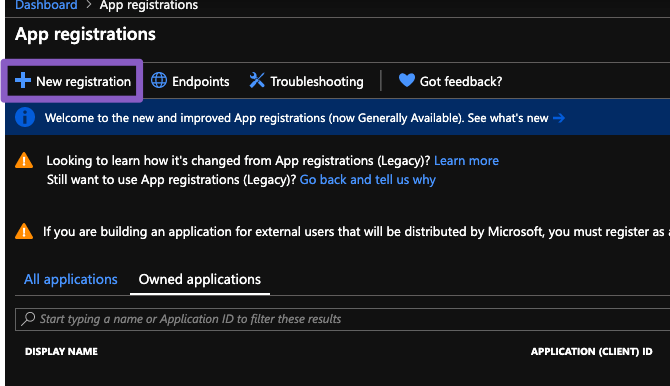 Dashboard > App registrations
App registrations
New registration Endpoints Troubleshooting Got feedback?
Welcome to the new and improved App registrations (now Generally Available). See what's new →
Looking to learn how it's changed from App registrations (Legacy)? Learn more
Still want to use App registrations (Legacy)? Go back and tell us why
If you are building an application for external users that will be distributed by Microsoft, you must register as a
All applications Owned applications
Start typing a name or Application ID to filter these results
DISPLAY NAME APPLICATION (CLIENT) ID